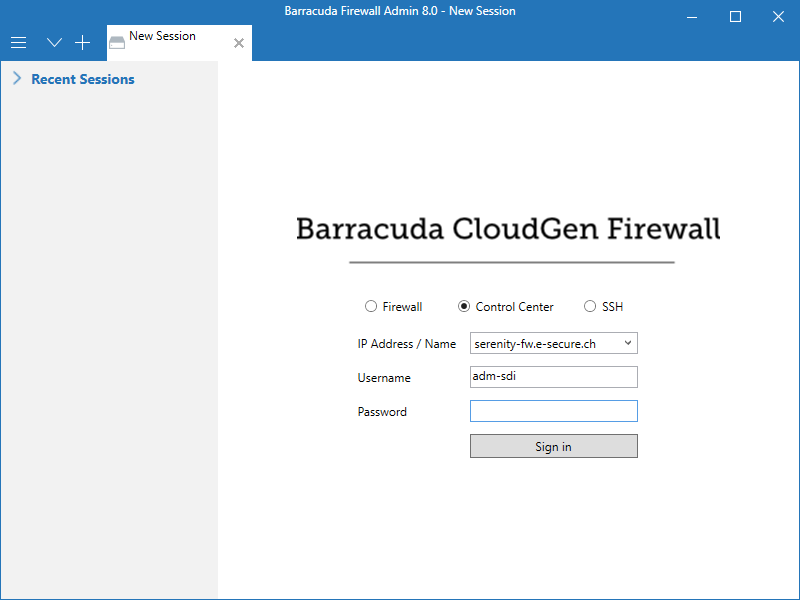 Barracuda Firewall Admin 8.0 - New Session
New Session
Recent Sessions
Barracuda CloudGen Firewall
Firewall Control Center SSH
IP Address / Name serenity-fw.e-secure.ch
Username adm-sdi
Password
Sign in